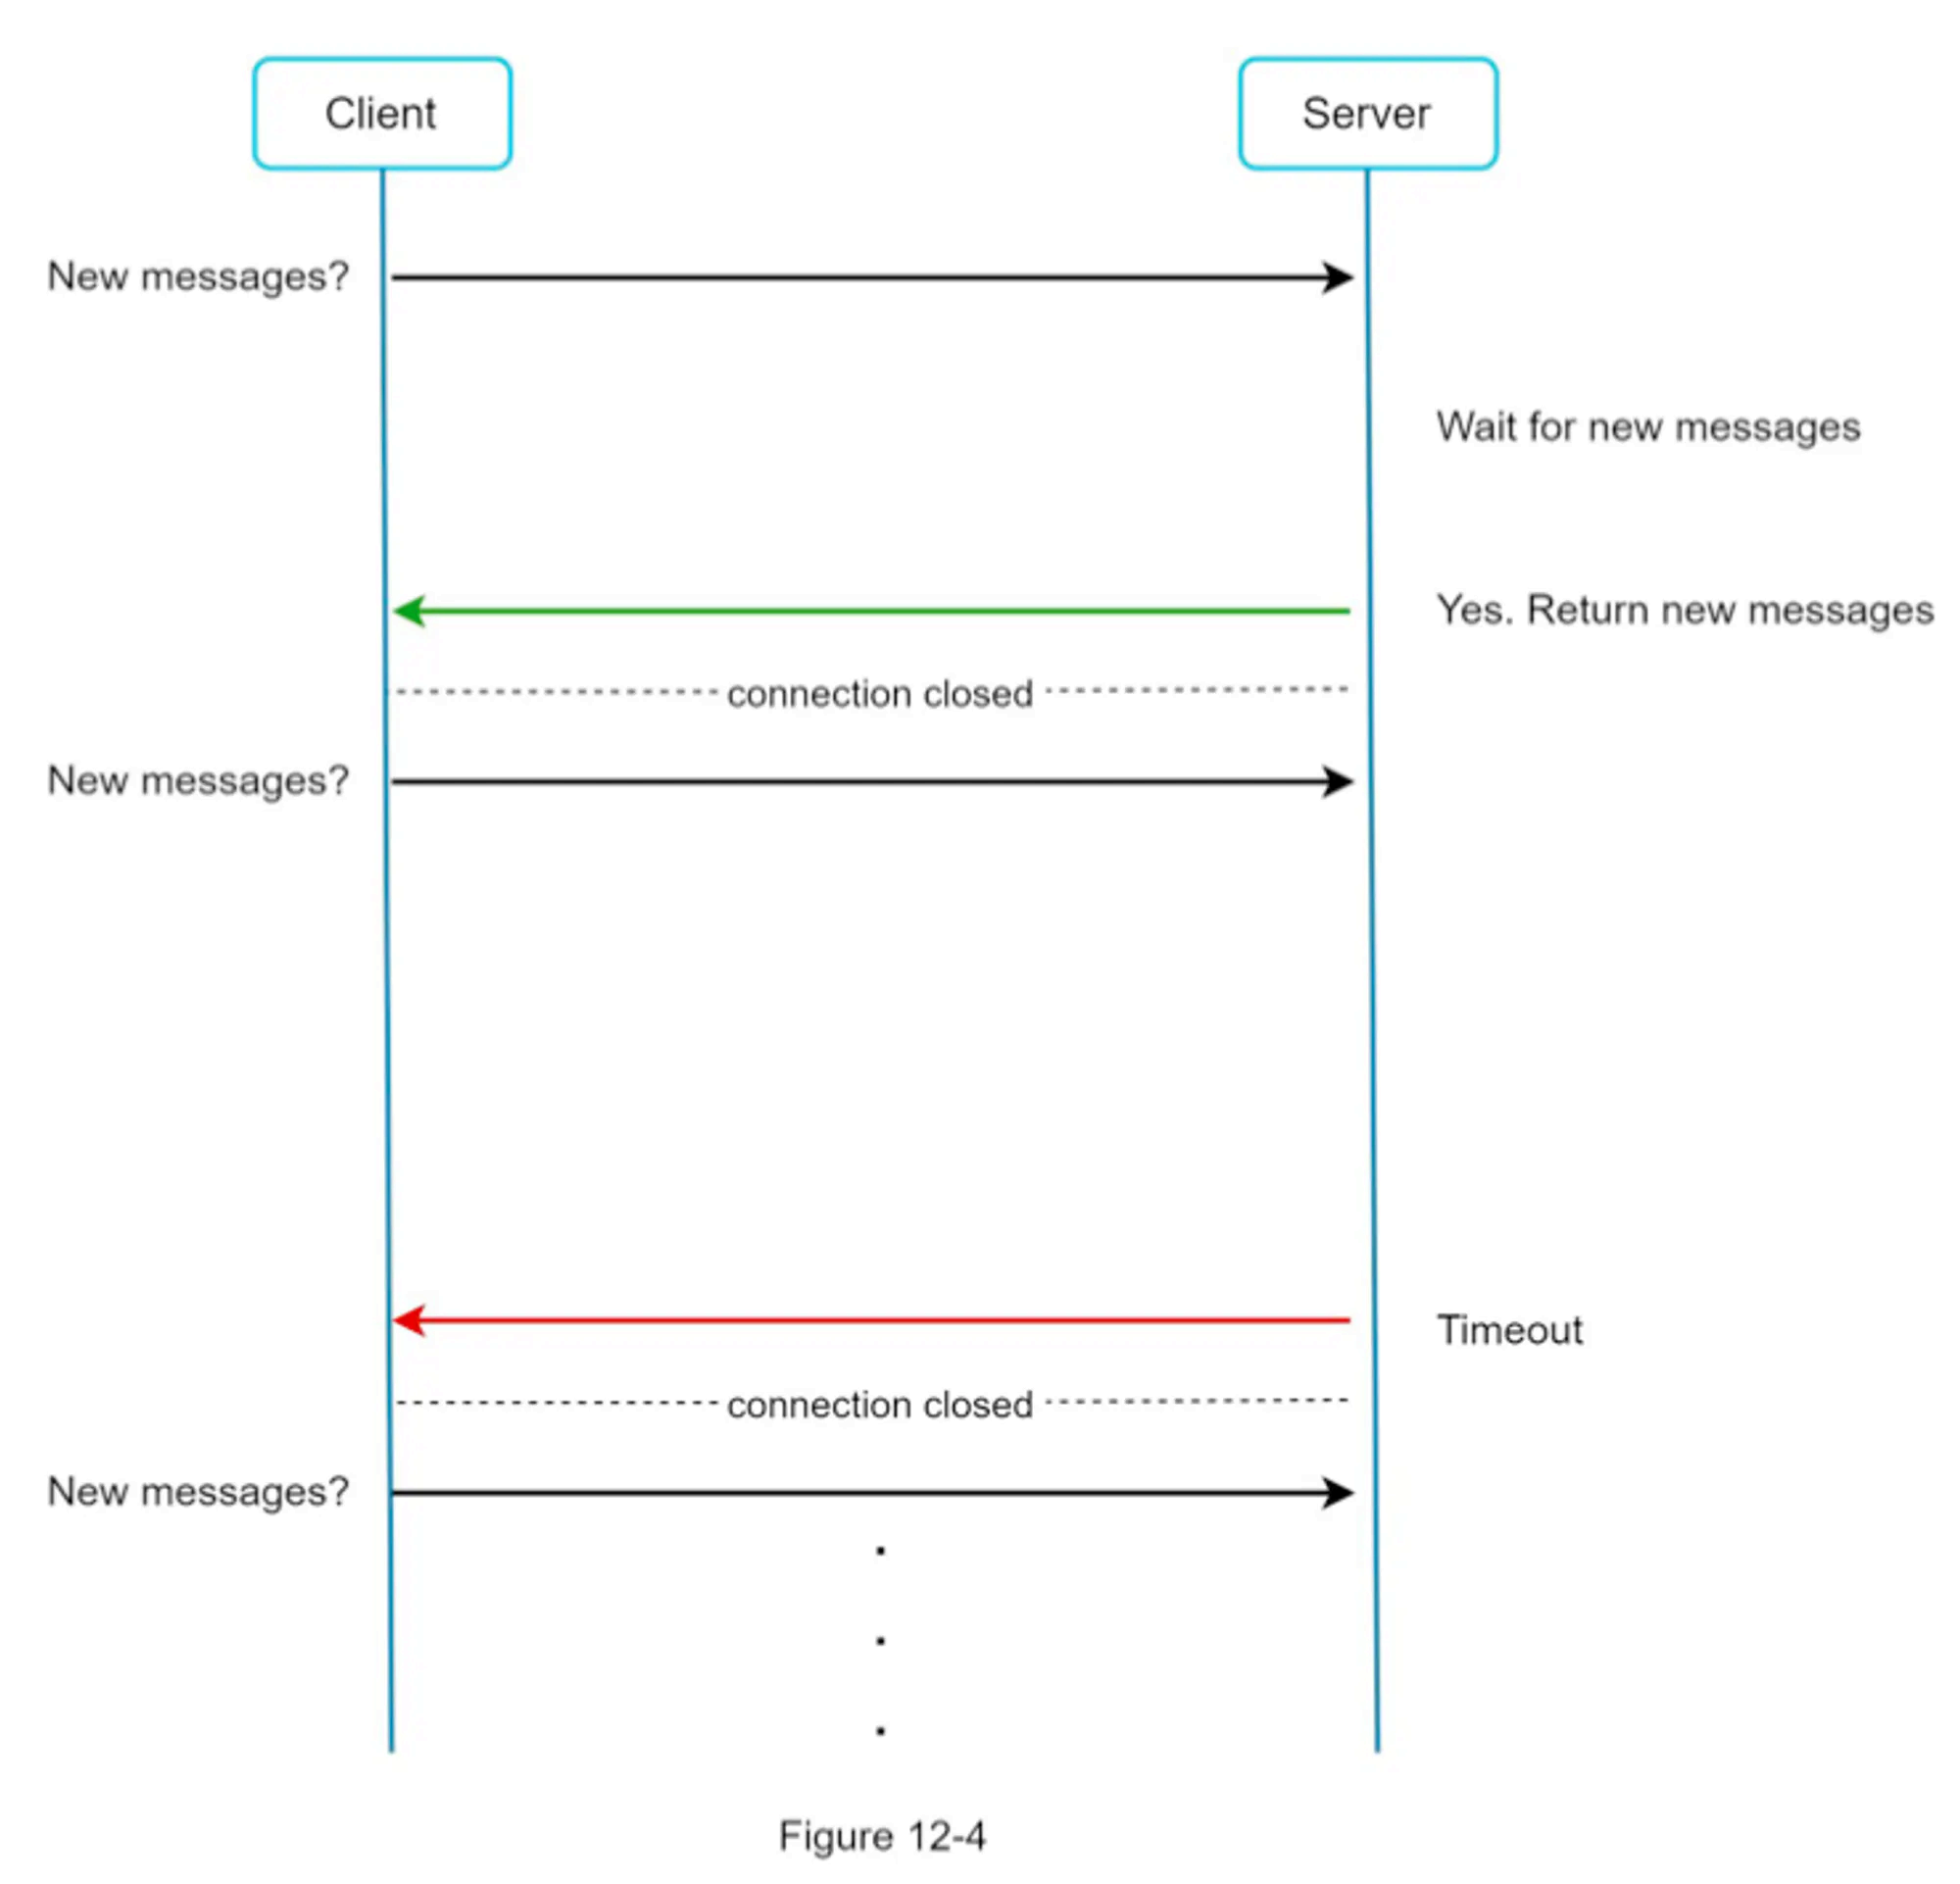 Client
Server
New messages?
Wait for new messages
Yes. Return new messages
connection closed
New messages?
Timeout
connection closed
New messages?
Figure 12-4